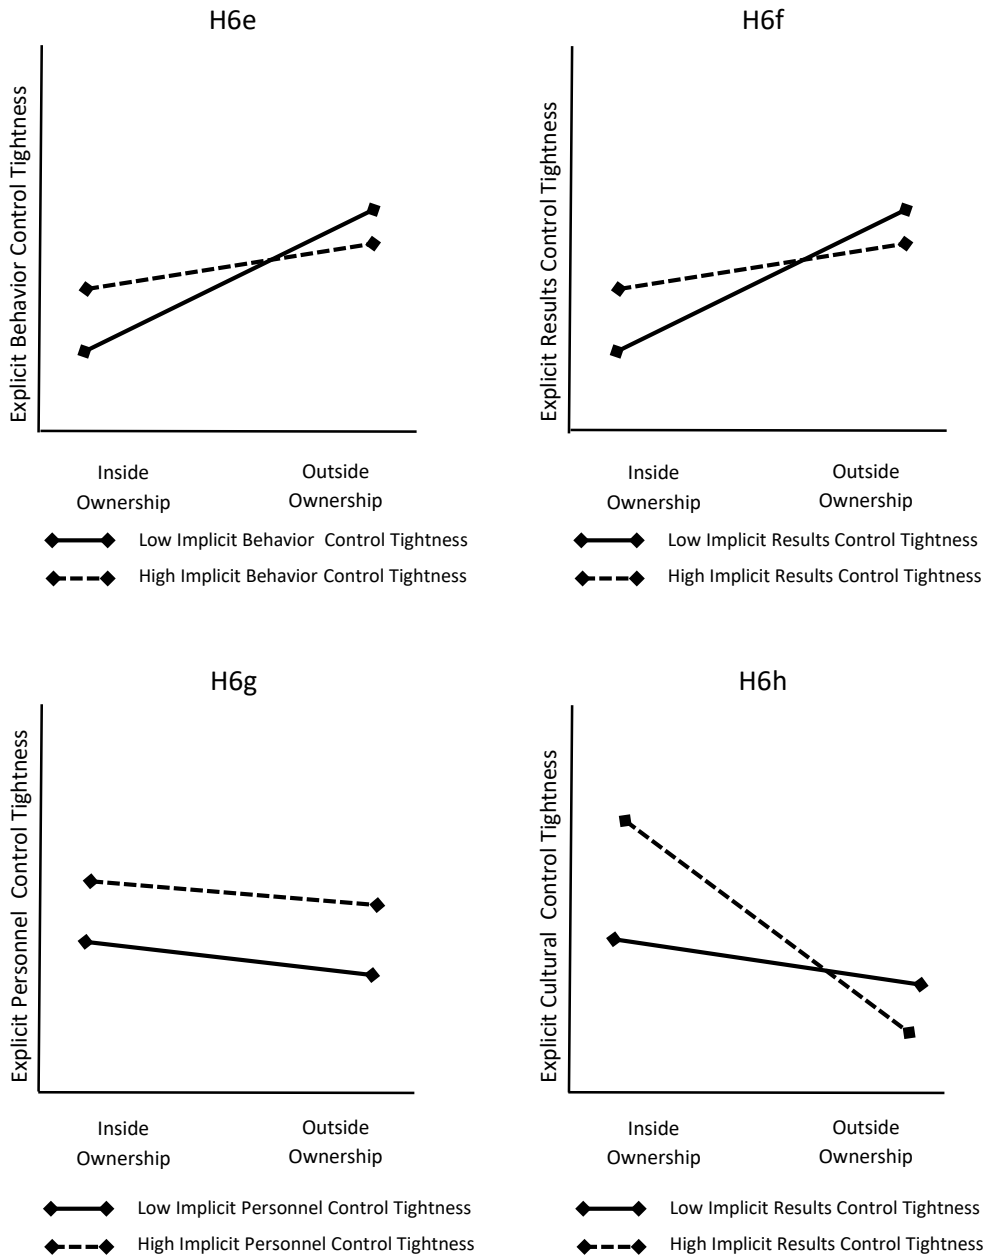 H6e
Explicit Behavior Control Tightness
Inside
Ownership
Outside
Ownership
Low Implicit Behavior Control Tightness
High Implicit Behavior Control Tightness
H6f
Explicit Results Control Tightness
Inside
Ownership
Outside
Ownership
Low Implicit Results Control Tightness
High Implicit Results Control Tightness
H6g
Explicit Personnel Control Tightness
Inside
Ownership
Outside
Ownership
Low Implicit Personnel Control Tightness
High Implicit Personnel Control Tightness
H6h
Explicit Cultural Control Tightness
Inside
Ownership
Outside
Ownership
Low Implicit Results Control Tightness
High Implicit Results Control Tightness